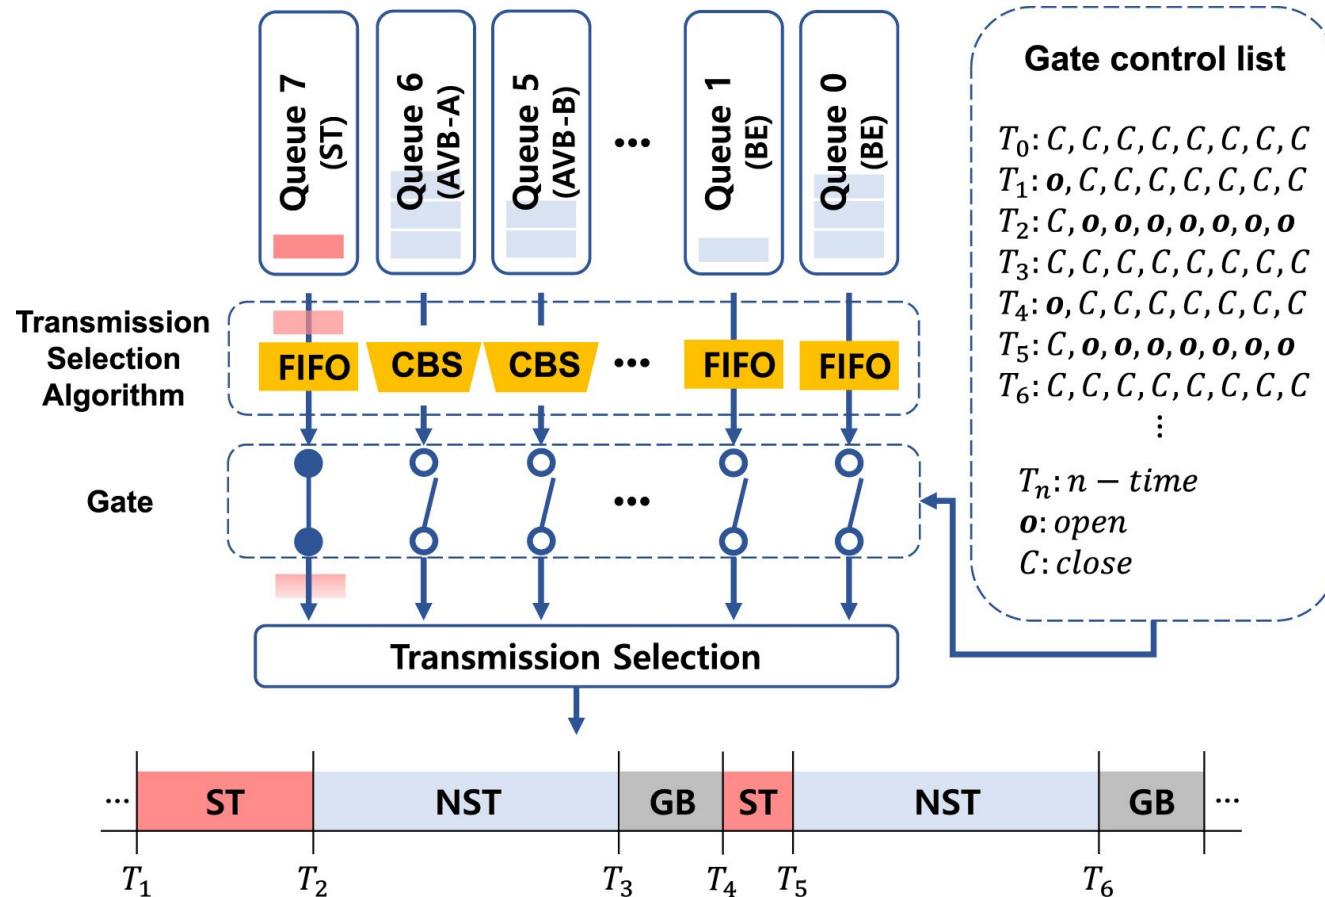 Queue 7
(ST)
Queue 6
(AVB-A)
Queue 5
(AVB-B)
...
Queue 1
(BE)
Queue 0
(BE)
Transmission
Selection
Algorithm
FIFO
CBS
CBS
...
FIFO
FIFO
Gate
...
Transmission Selection
Gate control list
T₀: C, C, C, C, C, C, C, C
T₁: o, C, C, C, C, C, C, C
T₂: C, o, o, o, o, o, o, o
T₃: C, C, C, C, C, C, C, C
T₄: o, C, C, C, C, C, C, C
T₅: C, o, o, o, o, o, o, o
T₆: C, C, C, C, C, C, C, C
⋮
Tₙ: n − time
o: open
C: close
... ST NST GB ST NST GB ...
T₁ T₂ T₃ T₄ T₅ T₆